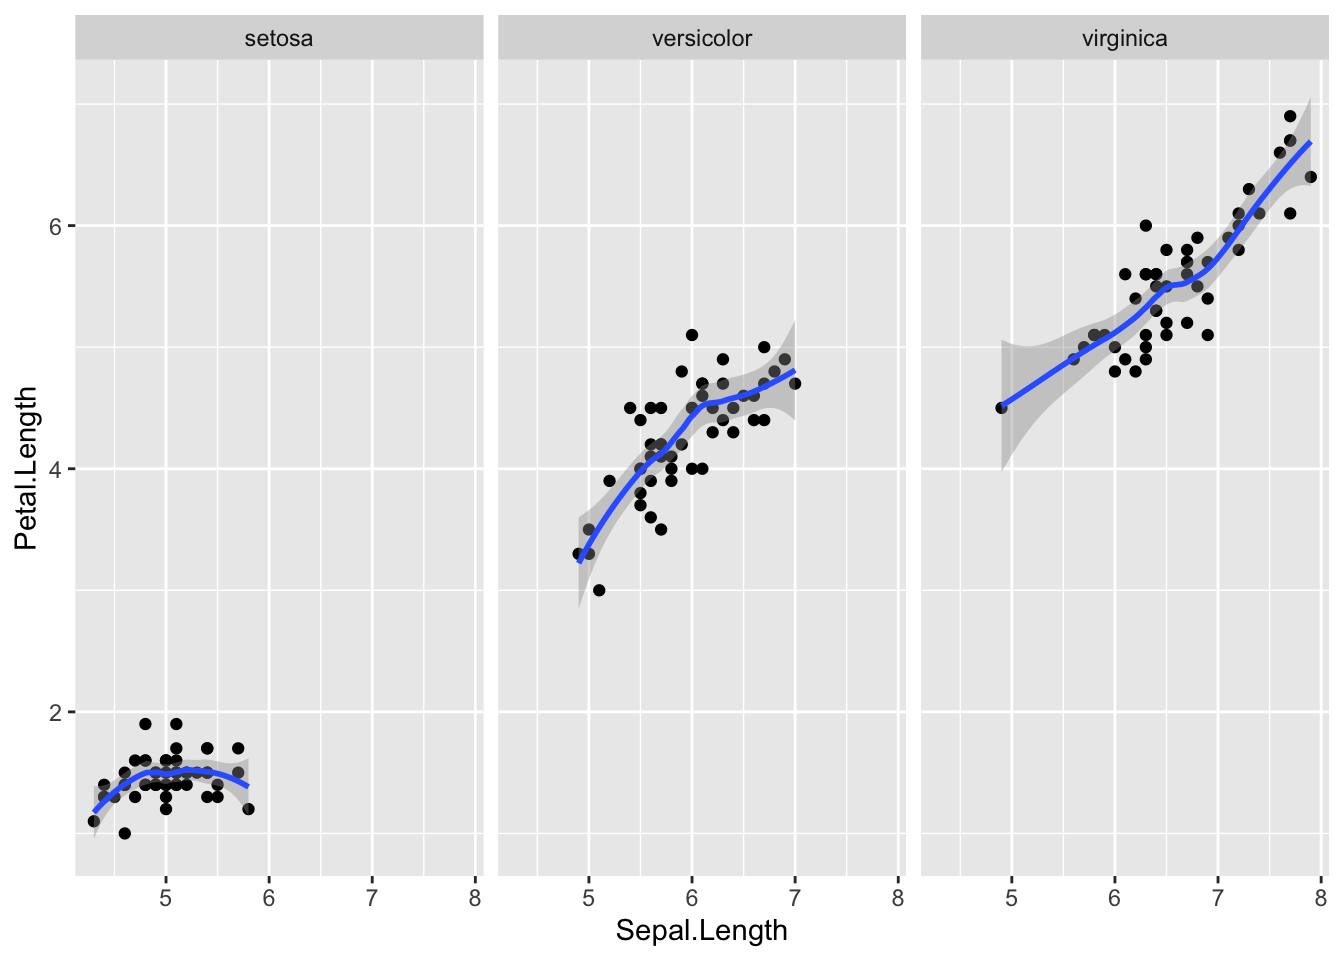 setosa versicolor virginica
6
4
2
Petal.Length
5 6 7 8 5 6 7 8 5 6 7 8
Sepal.Length